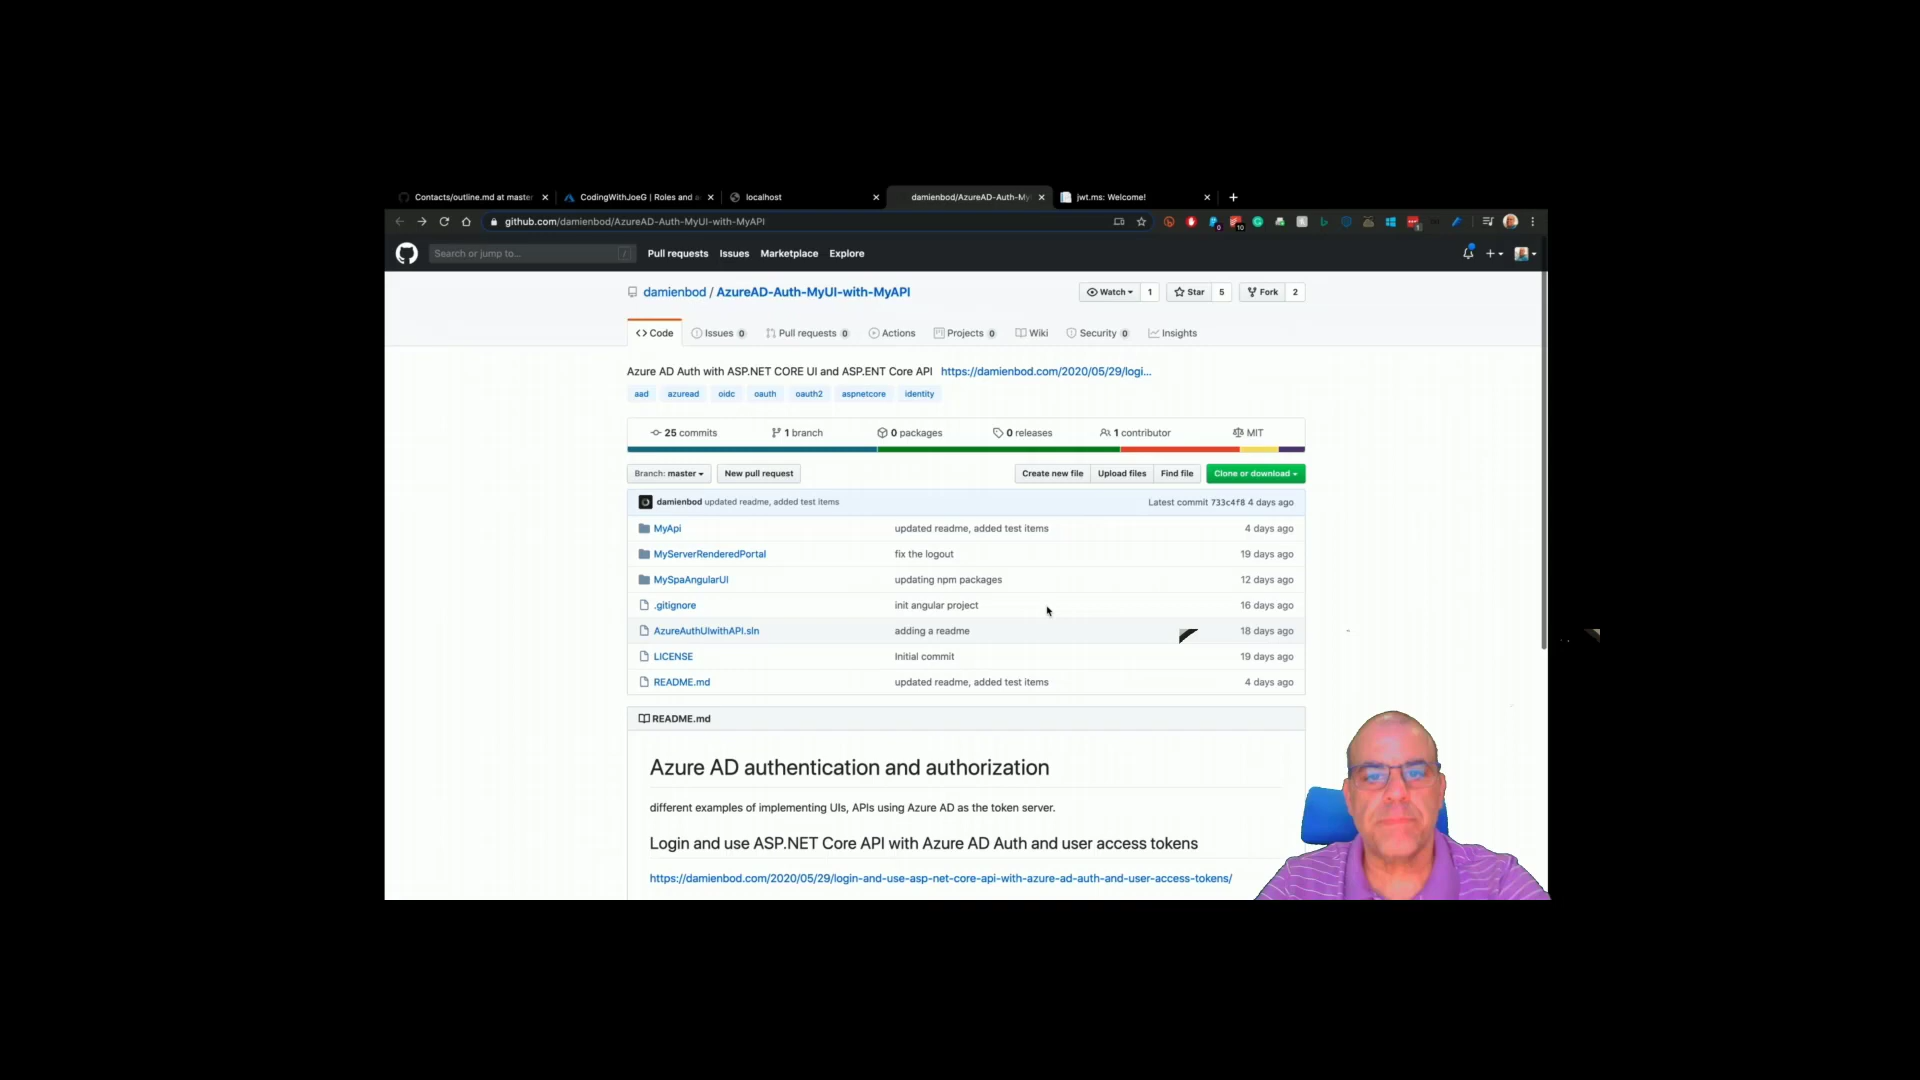 Contacts/outline.md at master
CodingWithJoeG | Roles and a
localhost
damienbod/AzureAD-Auth-My
jwt.ms: Welcome!
github.com/damienbod/AzureAD-Auth-MyUI-with-MyAPI
Search or jump to...
Pull requests
Issues
Marketplace
Explore
damienbod / AzureAD-Auth-MyUI-with-MyAPI
Watch 1
Star 5
Fork 2
Code
Issues 0
Pull requests 0
Actions
Projects 0
Wiki
Security 0
Insights
Azure AD Auth with ASP.NET CORE UI and ASP.ENT Core API https://damienbod.com/2020/05/29/logi...
aad azuread oidc oauth oauth2 aspnetcore identity
25 commits
1 branch
0 packages
0 releases
1 contributor
MIT
Branch: master
New pull request
Create new file
Upload files
Find file
Clone or download
damienbod updated readme, added test items Latest commit 733c4f8 4 days ago
MyApi updated readme, added test items 4 days ago
MyServerRenderedPortal fix the logout 19 days ago
MySpaAngularUI updating npm packages 12 days ago
.gitignore init angular project 16 days ago
AzureAuthUIwithAPI.sln adding a readme 18 days ago
LICENSE Initial commit 19 days ago
README.md updated readme, added test items 4 days ago
README.md
Azure AD authentication and authorization
different examples of implementing UIs, APIs using Azure AD as the token server.
Login and use ASP.NET Core API with Azure AD Auth and user access tokens
https://damienbod.com/2020/05/29/login-and-use-asp-net-core-api-with-azure-ad-auth-and-user-access-tokens/